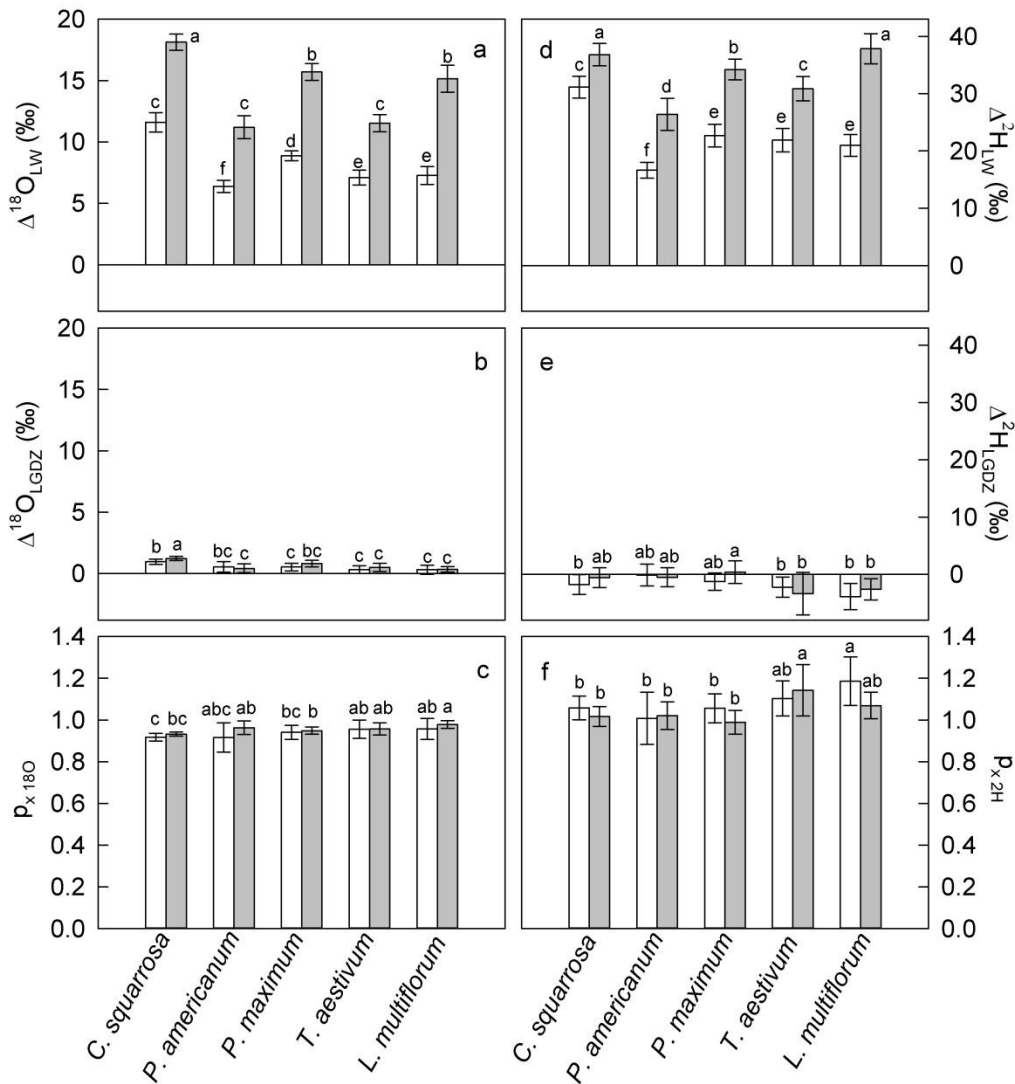 20
15
10
5
0
Δ18OLW (‰)
a
c
a
f
c
d
b
e
c
e
b
d
c
a
f
d
e
b
e
c
e
a
40
30
20
10
0
Δ2HLW (‰)
20
15
10
5
0
Δ18OLGDZ (‰)
b
b
a
bc
c
c
bc
c
c
c
c
e
b
ab
ab
ab
ab
a
b
b
b
b
40
30
20
10
0
Δ2HLGDZ (‰)
1.4
1.2
1.0
0.8
0.6
0.4
0.2
0.0
px 18O
c
c
bc
abc
ab
bc
b
ab
ab
ab
a
f
b
b
b
b
b
b
ab
a
a
ab
1.4
1.2
1.0
0.8
0.6
0.4
0.2
0.0
px 2H
C. squarrosa
P. americanum
P. maximum
T. aestivum
L. multiflorum
C. squarrosa
P. americanum
P. maximum
T. aestivum
L. multiflorum